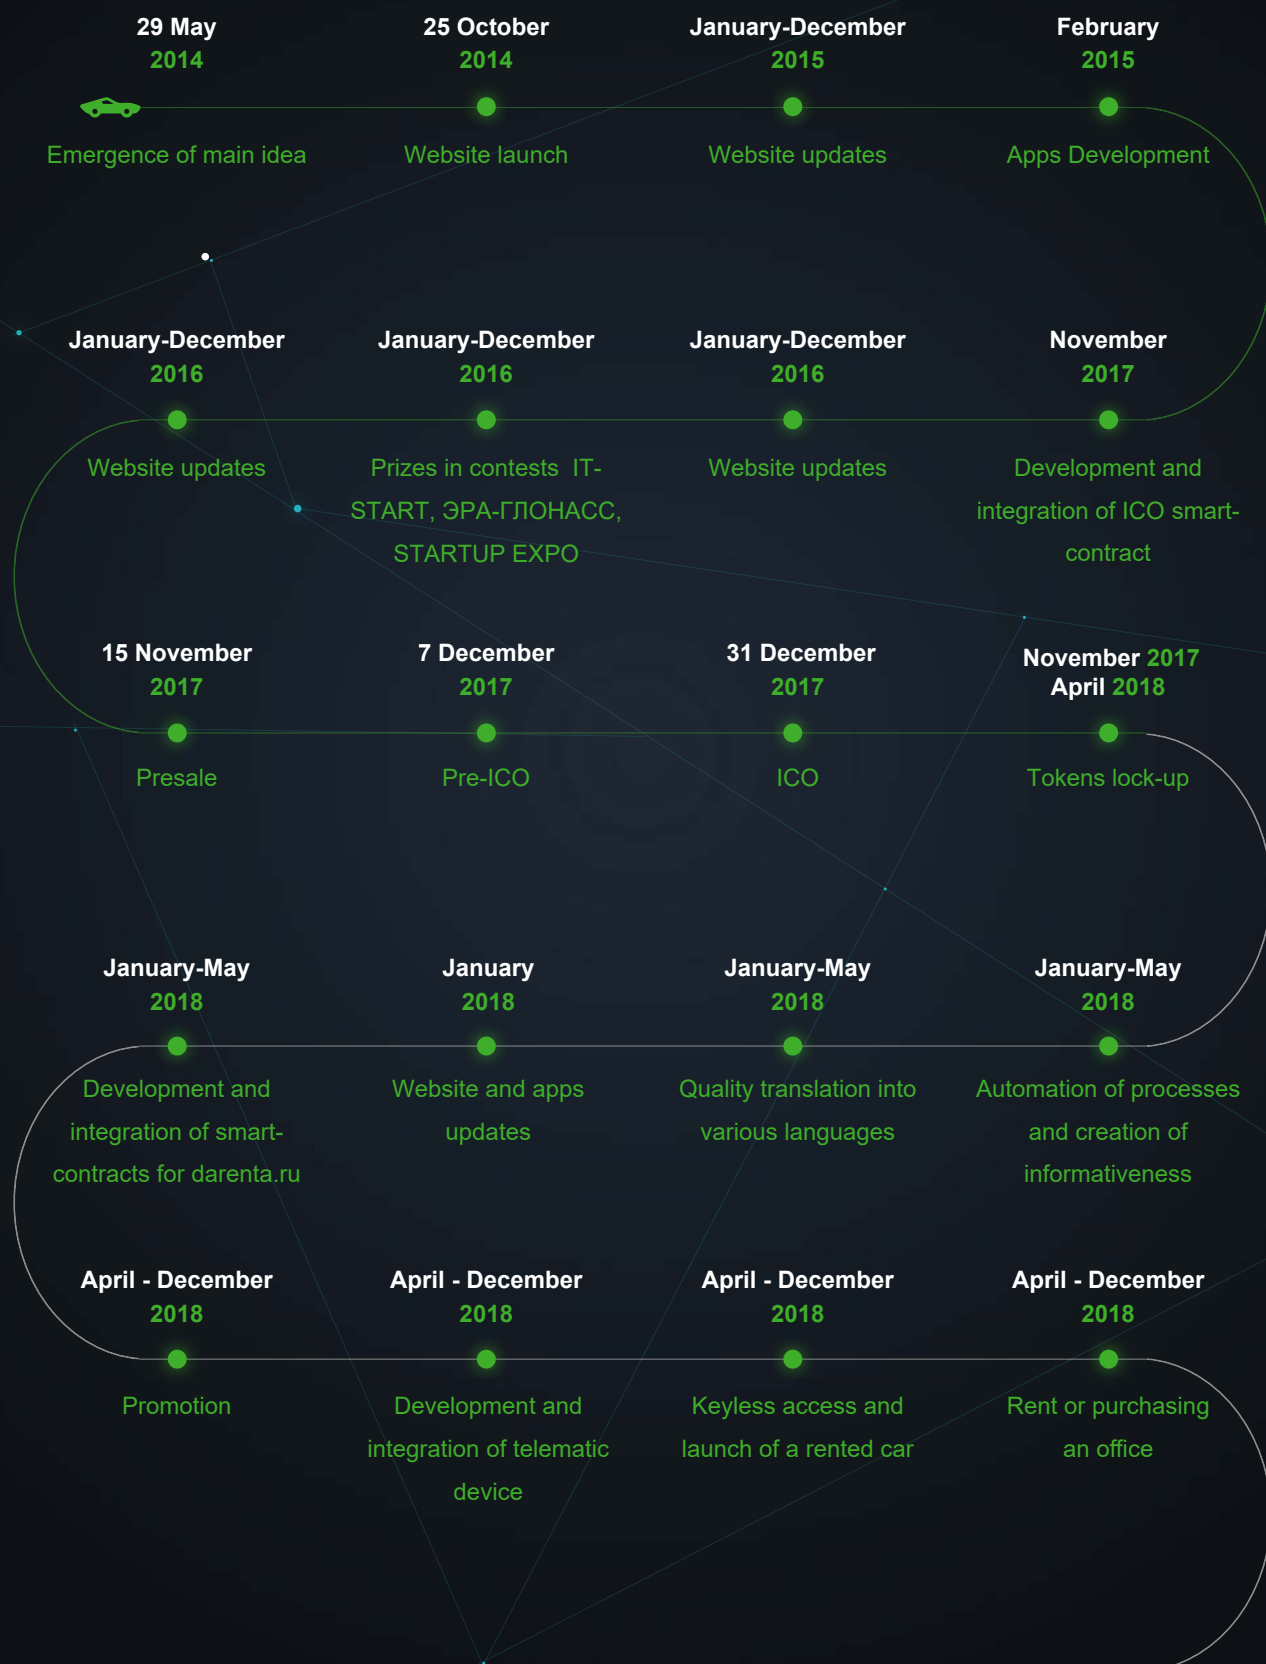 29 May
2014
Emergence of main idea
25 October
2014
Website launch
January-December
2015
Website updates
February
2015
Apps Development
January-December
2016
Website updates
January-December
2016
Prizes in contests  IT-
START, ЭРА-ГЛОНАСС,
STARTUP EXPO
January-December
2016
Website updates
November
2017
Development and
integration of ICO smart-
contract
15 November
2017
Presale
7 December
2017
Pre-ICO
31 December
2017
ICO
November 2017
April 2018
Tokens lock-up
January-May
2018
Development and
integration of smart-
contracts for darenta.ru
January
2018
Website and apps
updates
January-May
2018
Quality translation into
various languages
January-May
2018
Automation of processes
and creation of
informativeness
April - December
2018
Promotion
April - December
2018
Development and
integration of telematic
device
April - December
2018
Keyless access and
launch of a rented car
April - December
2018
Rent or purchasing
an office